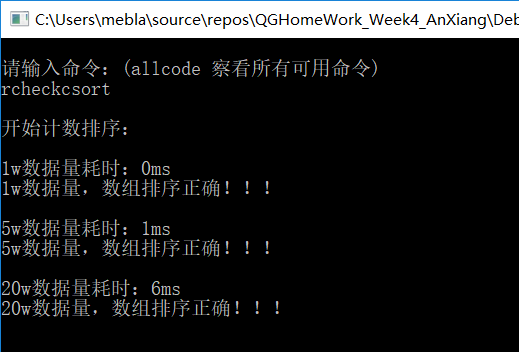 C:\Users\mebla\source\repos\QGHomeWork_Week4_AnXiang\Deb
请输入命令：(allcode 察看所有可用命令)
rcheckcsort
开始计数排序：
1w数据量耗时：0ms
1w数据量，数组排序正确！！！
5w数据量耗时：1ms
5w数据量，数组排序正确！！！
20w数据量耗时：6ms
20w数据量，数组排序正确！！！